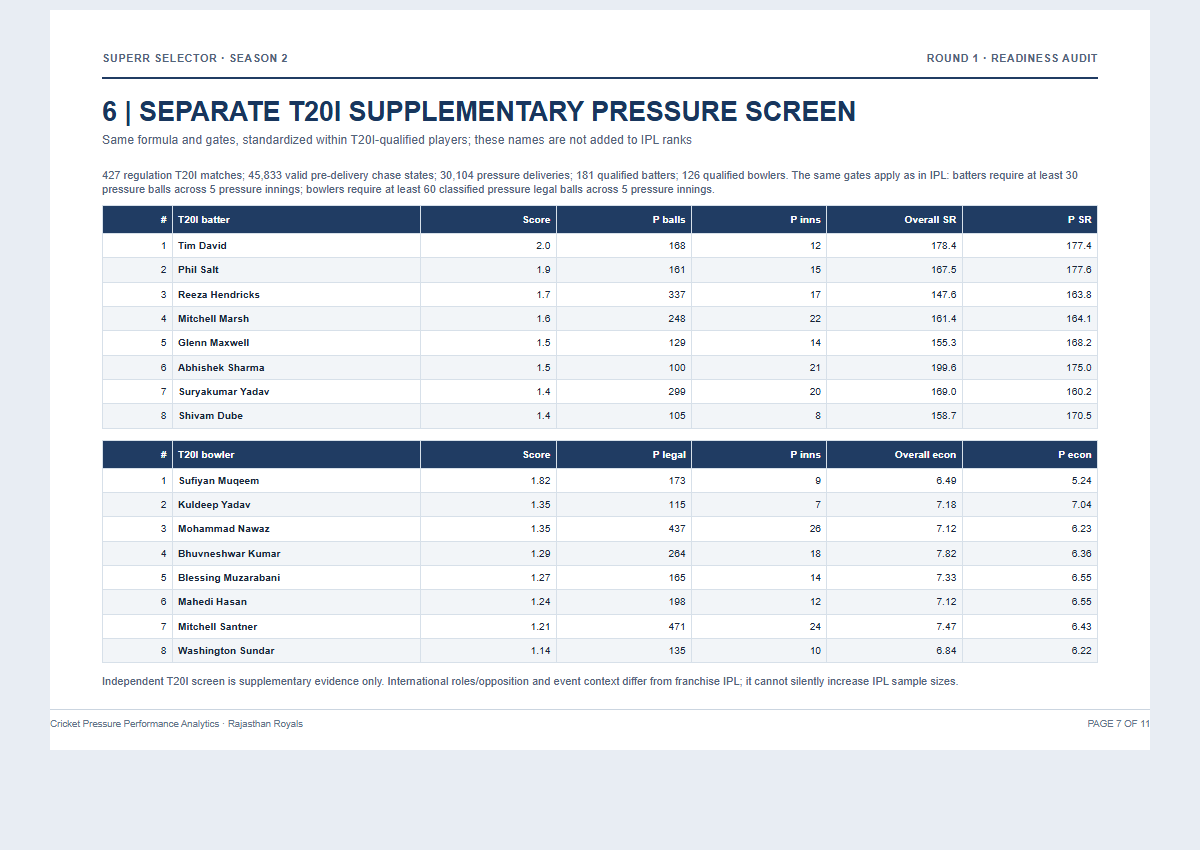 SUPERR SELECTOR · SEASON 2
ROUND 1 · READINESS AUDIT
6 | SEPARATE T20I SUPPLEMENTARY PRESSURE SCREEN
Same formula and gates, standardized within T20I-qualified players; these names are not added to IPL ranks
427 regulation T20I matches; 45,833 valid pre-delivery chase states; 30,104 pressure deliveries; 181 qualified batters; 126 qualified bowlers. The same gates apply as in IPL: batters require at least 30
pressure balls across 5 pressure innings; bowlers require at least 60 classified pressure legal balls across 5 pressure innings.
# T20I batter Score P balls P inns Overall SR P SR
1 Tim David 2.0 168 12 178.4 177.4
2 Phil Salt 1.9 161 15 167.5 177.6
3 Reeza Hendricks 1.7 337 17 147.6 163.8
4 Mitchell Marsh 1.6 248 22 161.4 164.1
5 Glenn Maxwell 1.5 129 14 155.3 168.2
6 Abhishek Sharma 1.5 100 21 199.6 175.0
7 Suryakumar Yadav 1.4 299 20 169.0 160.2
8 Shivam Dube 1.4 105 8 158.7 170.5
# T20I bowler Score P legal P inns Overall econ P econ
1 Sufiyan Muqeem 1.82 173 9 6.49 5.24
2 Kuldeep Yadav 1.35 115 7 7.18 7.04
3 Mohammad Nawaz 1.35 437 26 7.12 6.23
4 Bhuvneshwar Kumar 1.29 264 18 7.82 6.36
5 Blessing Muzarabani 1.27 165 14 7.33 6.55
6 Mahedi Hasan 1.24 198 12 7.12 6.55
7 Mitchell Santner 1.21 471 24 7.47 6.43
8 Washington Sundar 1.14 135 10 6.84 6.22
Independent T20I screen is supplementary evidence only. International roles/opposition and event context differ from franchise IPL; it cannot silently increase IPL sample sizes.
Cricket Pressure Performance Analytics · Rajasthan Royals
PAGE 7 OF 11